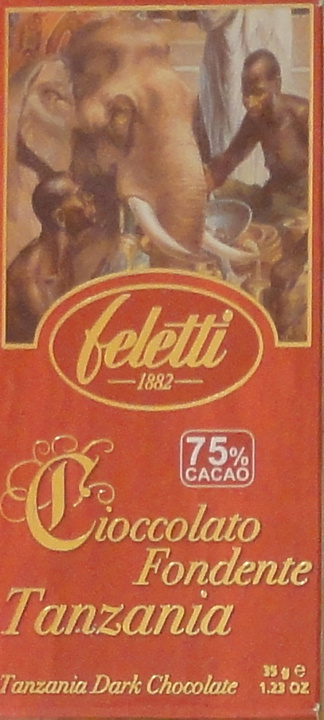 feletti
1882
75%
CACAO
Cioccolato
Fondente
Tanzania
Tanzania Dark Chocolate
35 g e
1.23 OZ